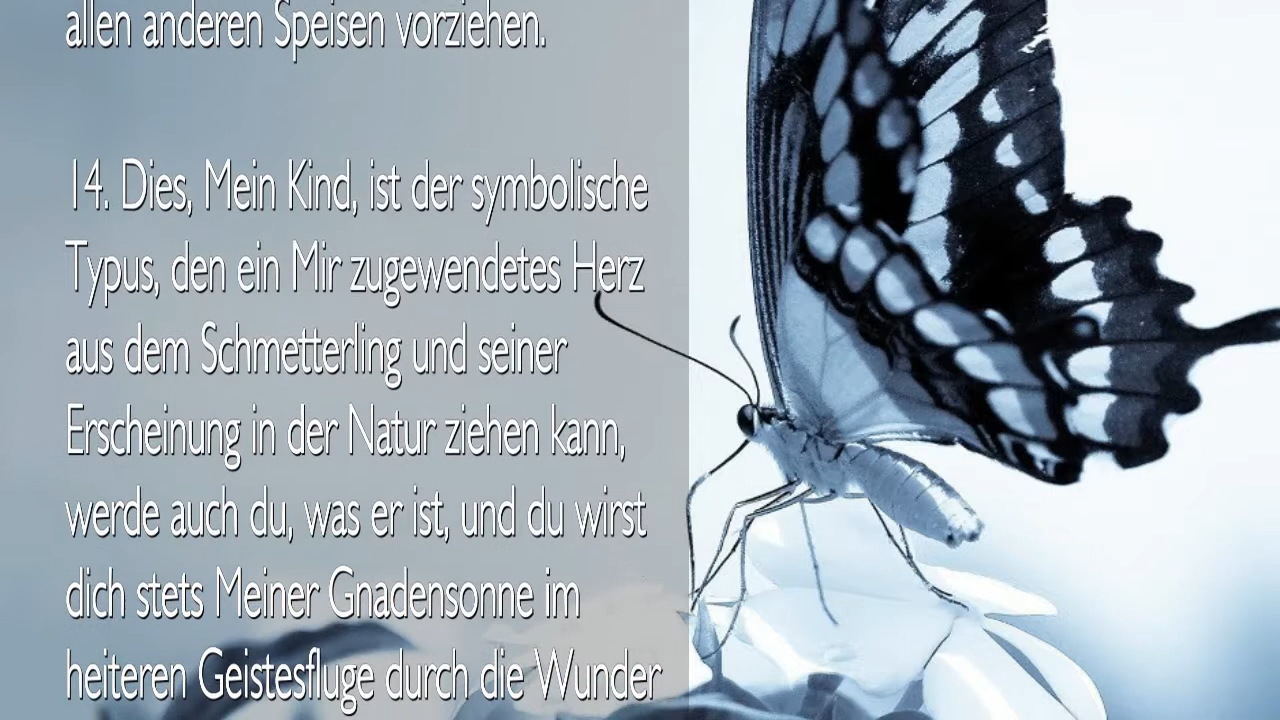 allen anderen Speisen vorziehen.
14. Dies, Mein Kind, ist der symbolische
Typus, den ein Mir zugewendetes Herz
aus dem Schmetterling und seiner
Erscheinung in der Natur ziehen kann,
werde auch du, was er ist, und du wirst
dich stets Meiner Gnadensonne im
heiteren Geistesfluge durch die Wunder